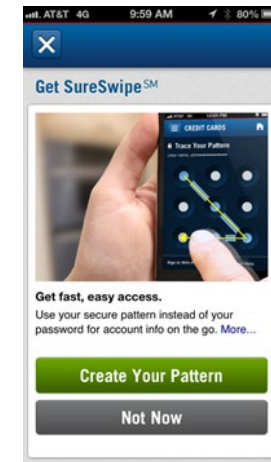 AT&T 4G 9:59 AM 80%
Get SureSwipe℠
CREDIT CARDS
Trace Your Pattern
Get fast, easy access.
Use your secure pattern instead of your
password for account info on the go. More...
Create Your Pattern
Not Now